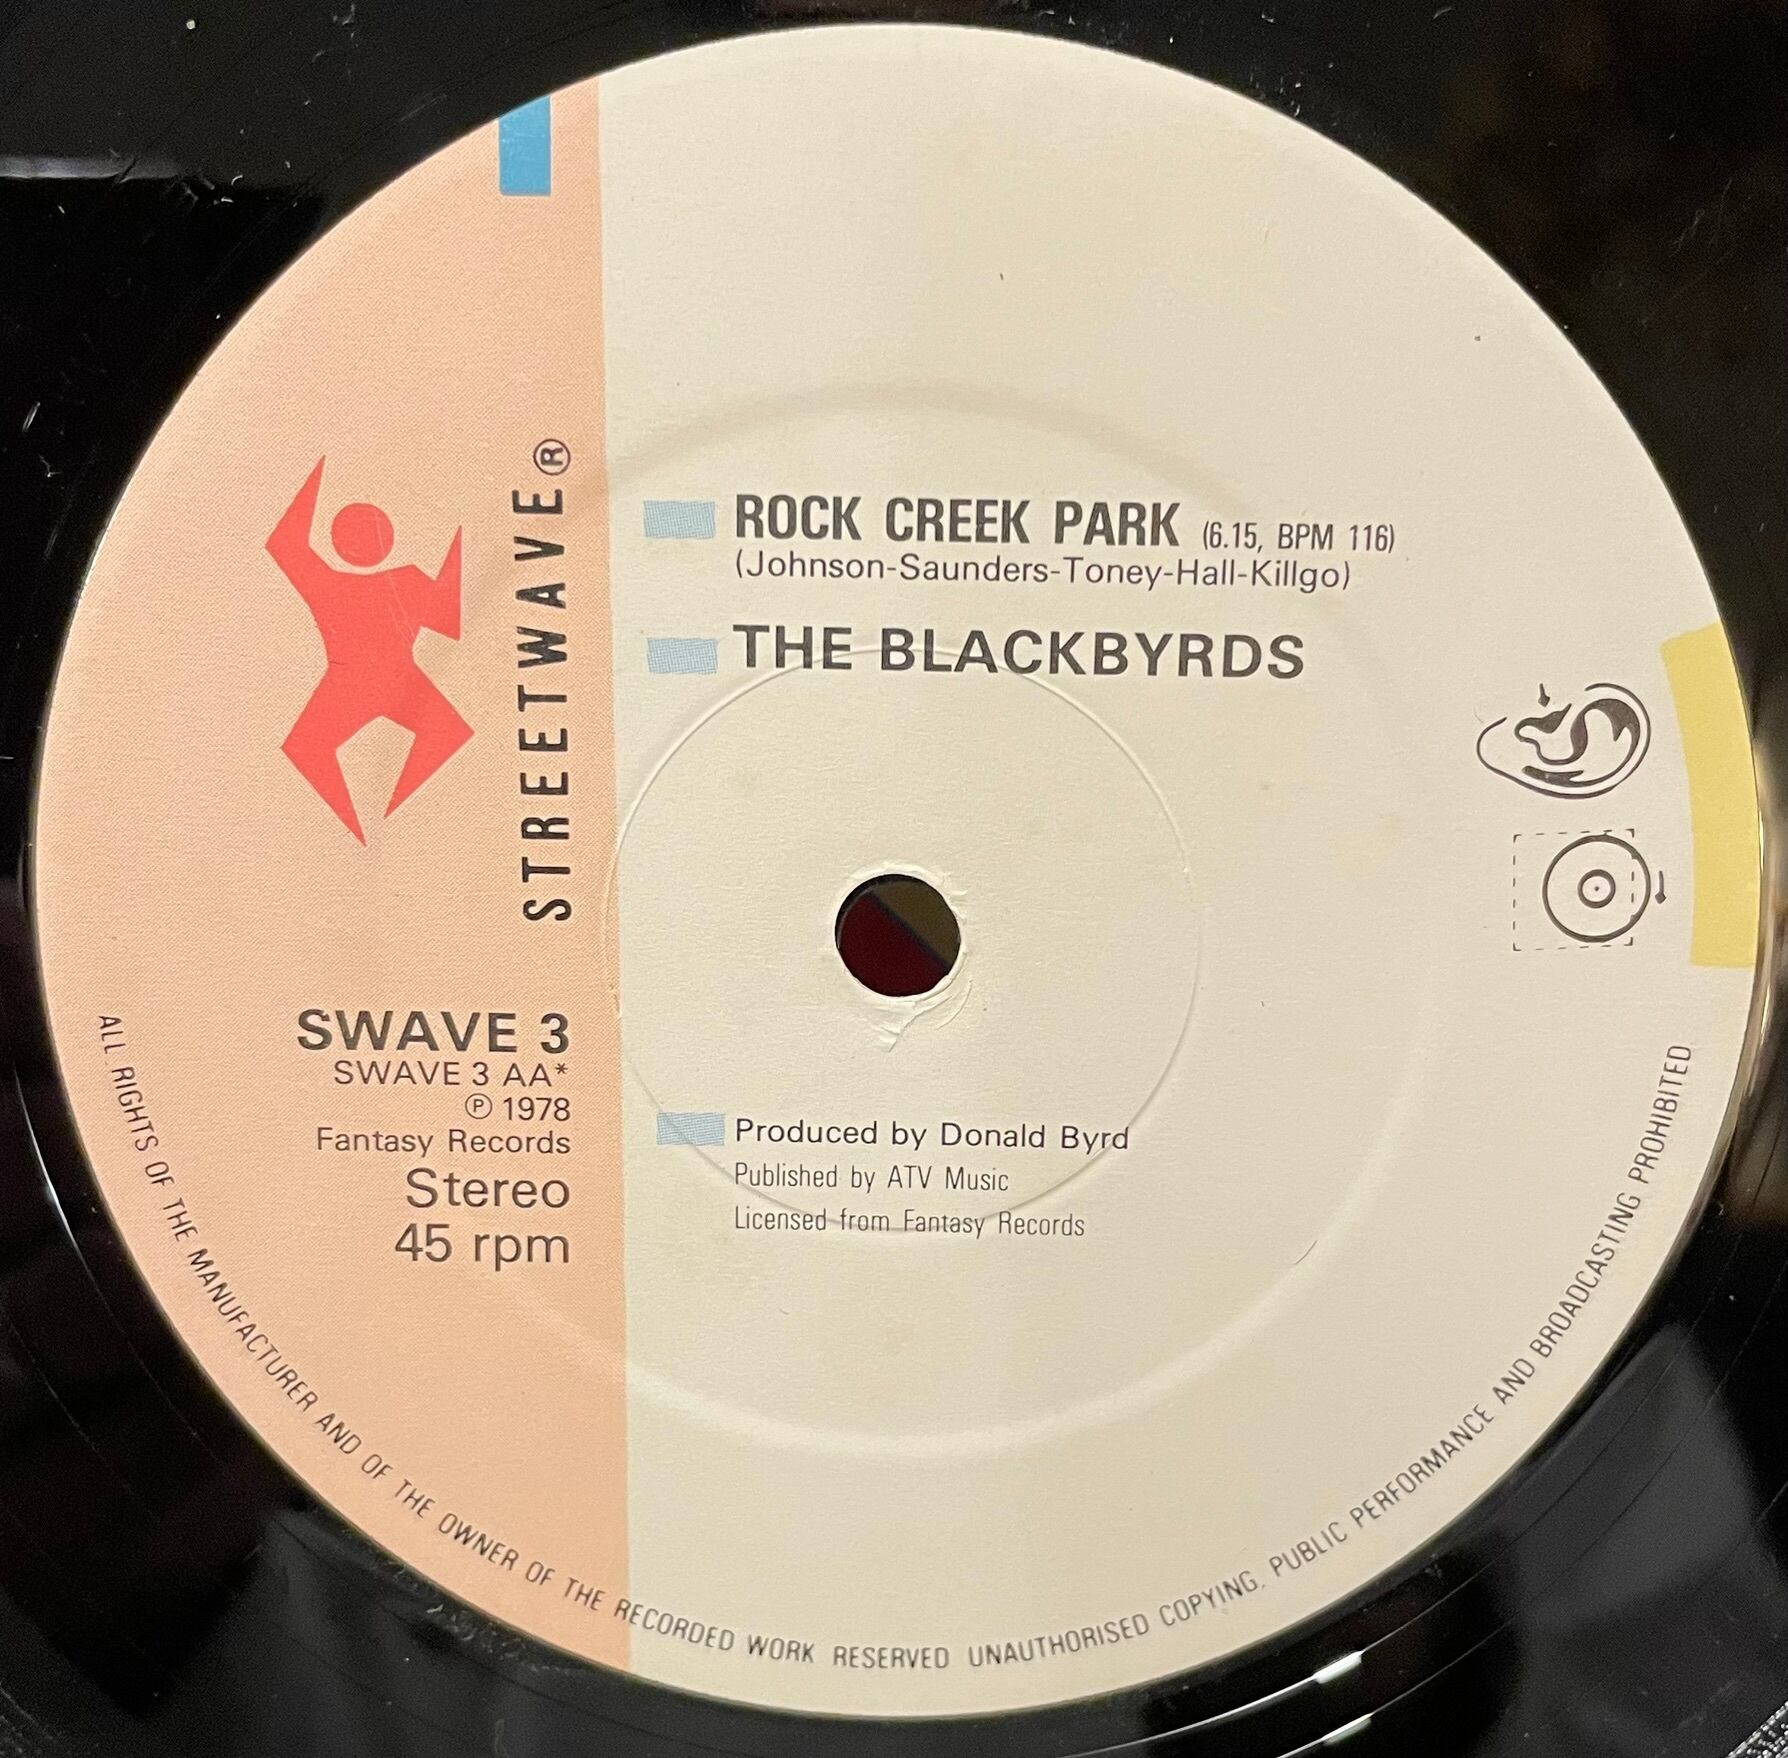 STREETWAVE®
ROCK CREEK PARK (6.15, BPM 116)
(Johnson-Saunders-Toney-Hall-Killgo)
THE BLACKBYRDS
SWAVE 3
SWAVE 3 AA*
Ⓟ 1978
Fantasy Records
Stereo
45 rpm
Produced by Donald Byrd
Published by ATV Music
Licensed from Fantasy Records
ALL RIGHTS OF THE MANUFACTURER AND OF THE OWNER OF THE RECORDED WORK RESERVED UNAUTHORISED COPYING, PUBLIC PERFORMANCE AND BROADCASTING PROHIBITED